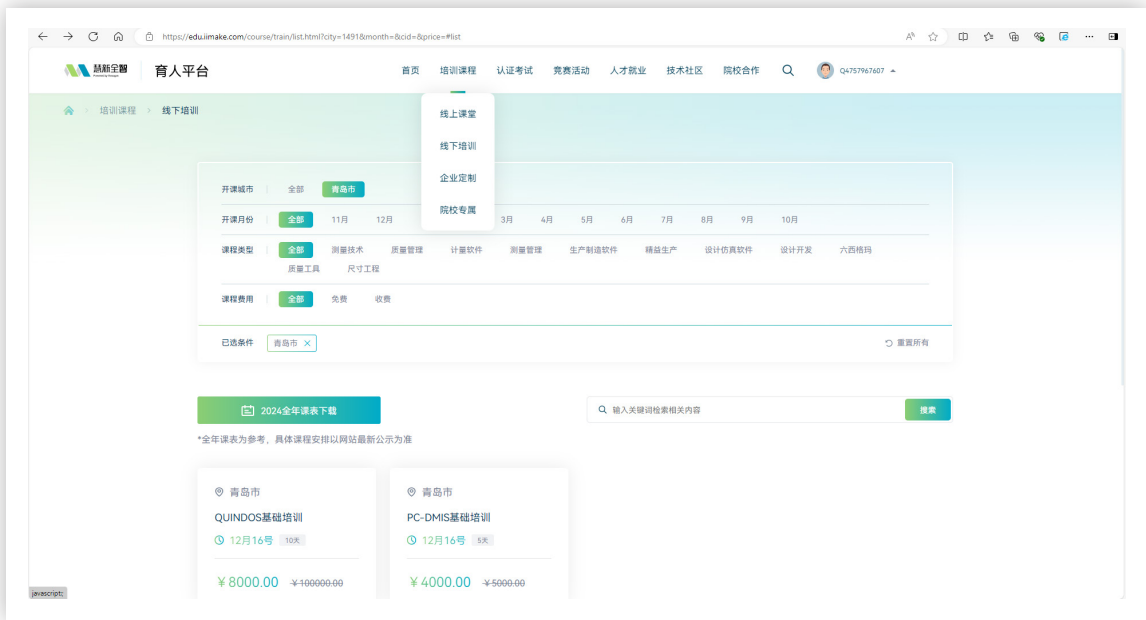 https://edu.iimake.com/course/train/list.html?city=1491&month=&cid=&price=#list
慧新全智 育人平台 首页 培训课程 认证考试 竞赛活动 人才就业 技术社区 院校合作 Q4757967607
培训课程 > 线下培训
线上课堂
线下培训
企业定制
院校专属
开课城市 全部 青岛市
开课月份 全部 11月 12月 3月 4月 5月 6月 7月 8月 9月 10月
课程类型 全部 测量技术 质量管理 计量软件 测量管理 生产制造软件 精益生产 设计仿真软件 设计开发 六西格玛
质量工具 尺寸工程
课程费用 全部 免费 收费
已选条件 青岛市 × 重置所有
2024全年课表下载 输入关键词检索相关内容 搜索
*全年课表为参考，具体课程安排以网站最新公示为准
青岛市
QUINDOS基础培训
12月16号 10天
￥8000.00 ￥100000.00
青岛市
PC-DMIS基础培训
12月16号 5天
￥4000.00 ￥5000.00
javascript:;